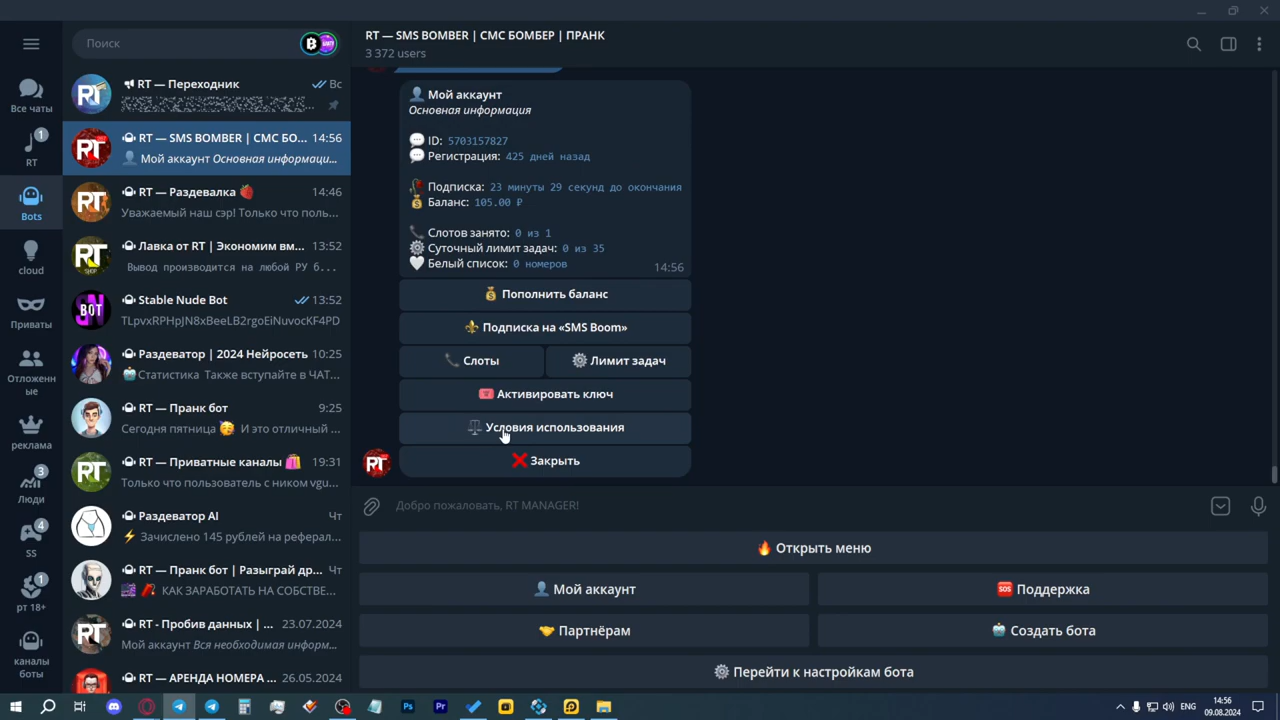 Поиск
Все чаты
1
RT
Bots
cloud
Приваты
Отложен
ные
реклама
3
Люди
4
SS
1
рт 18+
каналы
боты
RT — Переходник
Вс
RT — SMS BOMBER | СМС БО...
14:56
Мой аккаунт Основная информаци...
RT — Раздевалка
14:46
Уважаемый наш сэр! Только что поль...
Лавка от RT | Экономим вм...
13:52
Вывод производится на любой РУ б...
Stable Nude Bot
13:52
TLpvxRPHpJN8xBeeLB2rgoEiNuvocKF4PD
Раздеватор | 2024 Нейросеть
10:25
Статистика Также вступайте в ЧАТ...
RT — Пранк бот
9:25
Сегодня пятница 🥳 И это отличный ...
RT — Приватные каналы
19:31
Только что пользователь с ником vgu...
Раздеватор AI
Чт
Зачислено 145 рублей на реферал...
RT — Пранк бот | Разыграй др...
Чт
КАК ЗАРАБОТАТЬ НА СОБСТВЕ...
RT - Пробив данных | ...
23.07.2024
Мой аккаунт Вся необходимая информ...
RT — АРЕНДА НОМЕРА ...
26.05.2024
RT — SMS BOMBER | СМС БОМБЕР | ПРАНК
3 372 users
Мой аккаунт
Основная информация
ID: 5703157827
Регистрация: 425 дней назад
Подписка: 23 минуты 29 секунд до окончания
Баланс: 105.00 ₽
Слотов занято: 0 из 1
Суточный лимит задач: 0 из 35
Белый список: 0 номеров
14:56
Пополнить баланс
Подписка на «SMS Boom»
Слоты
Лимит задач
Активировать ключ
Условия использования
Закрыть
Добро пожаловать, RT MANAGER!
Открыть меню
Мой аккаунт
Поддержка
Партнёрам
Создать бота
Перейти к настройкам бота
ENG
14:56
09.08.2024